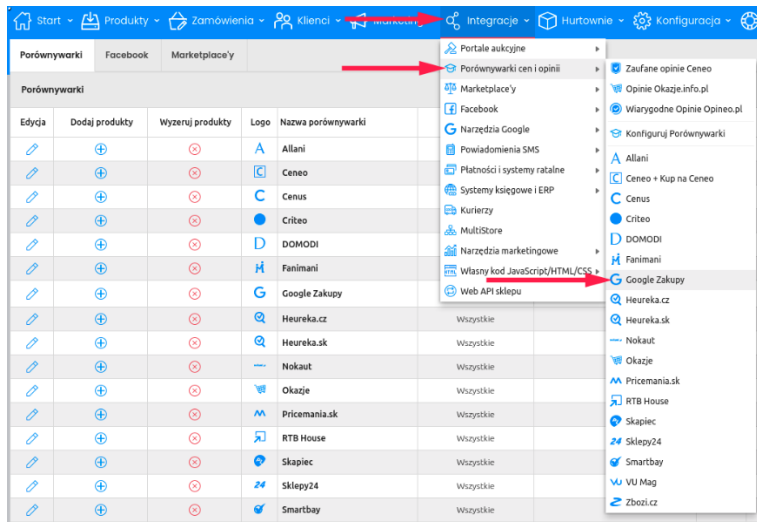 Start Produkty Zamówienia Klienci Marketing Integracje Hurtownie Konfiguracja
Porównywarki Facebook Marketplace'y
Porównywarki
Edycja Dodaj produkty Wyzeruj produkty Logo Nazwa porównywarki
Allani
Ceneo
Cenus
Criteo
DOMODI
Fanimani
Google Zakupy
Heureka.cz Wszystkie
Heureka.sk Wszystkie
Nokaut Wszystkie
Okazje Wszystkie
Pricemania.sk Wszystkie
RTB House Wszystkie
Skapiec Wszystkie
Sklepy24 Wszystkie
Smartbay Wszystkie
Portale aukcyjne
Porównywarki cen i opinii
Marketplace'y
Facebook
Narzędzia Google
Powiadomienia SMS
Płatności i systemy ratalne
Systemy księgowe i ERP
Kurierzy
MultiStore
Narzędzia marketingowe
Własny kod JavaScript/HTML/CSS
Web API sklepu
Zaufane opinie Ceneo
Opinie Okazje.info.pl
Wiarygodne Opinie Opineo.pl
Konfiguruj Porównywarki
Allani
Ceneo + Kup na Ceneo
Cenus
Criteo
DOMODI
Fanimani
Google Zakupy
Heureka.cz
Heureka.sk
Nokaut
Okazje
Pricemania.sk
RTB House
Skapiec
Sklepy24
Smartbay
VU Mag
Zbozi.cz